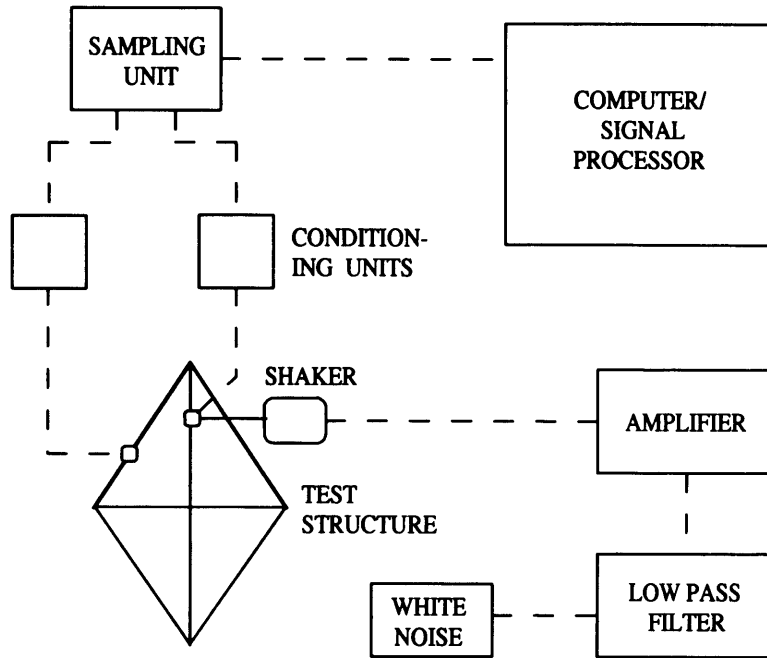 SAMPLING
UNIT
COMPUTER/
SIGNAL
PROCESSOR
CONDITION-
ING UNITS
SHAKER
AMPLIFIER
TEST
STRUCTURE
WHITE
NOISE
LOW PASS
FILTER